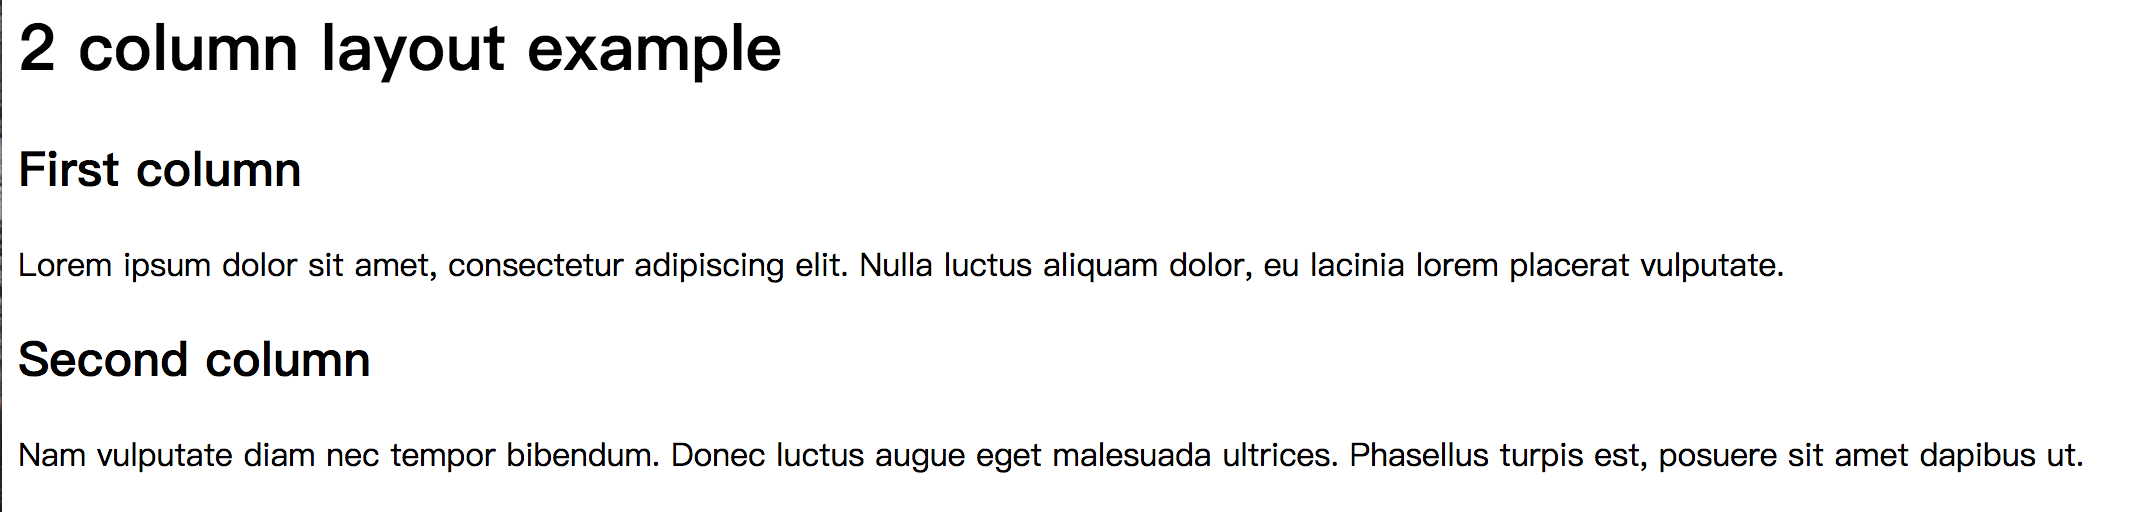 2 column layout example
First column
Lorem ipsum dolor sit amet, consectetur adipiscing elit. Nulla luctus aliquam dolor, eu lacinia lorem placerat vulputate.
Second column
Nam vulputate diam nec tempor bibendum. Donec luctus augue eget malesuada ultrices. Phasellus turpis est, posuere sit amet dapibus ut.